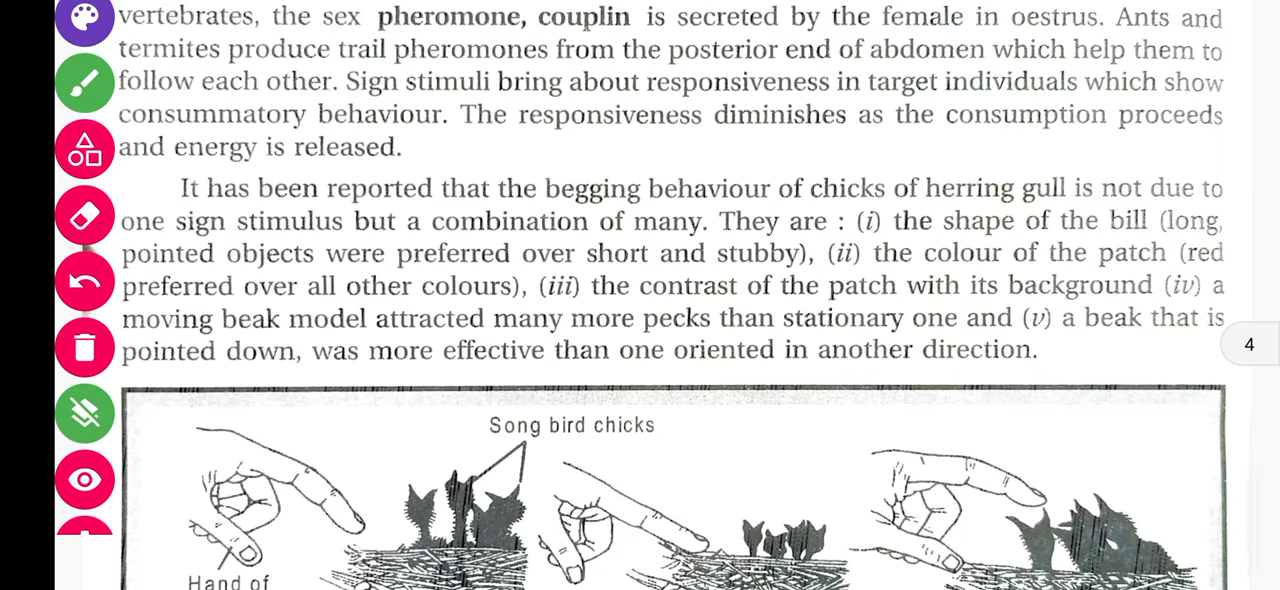 vertebrates, the sex pheromone, couplin is secreted by the female in oestrus. Ants and
termites produce trail pheromones from the posterior end of abdomen which help them to
follow each other. Sign stimuli bring about responsiveness in target individuals which show
consummatory behaviour. The responsiveness diminishes as the consumption proceeds
and energy is released.
It has been reported that the begging behaviour of chicks of herring gull is not due to
one sign stimulus but a combination of many. They are : (i) the shape of the bill (long,
pointed objects were preferred over short and stubby), (ii) the colour of the patch (red
preferred over all other colours), (iii) the contrast of the patch with its background (iv) a
moving beak model attracted many more pecks than stationary one and (v) a beak that is
pointed down, was more effective than one oriented in another direction.
4
Song bird chicks
Hand of